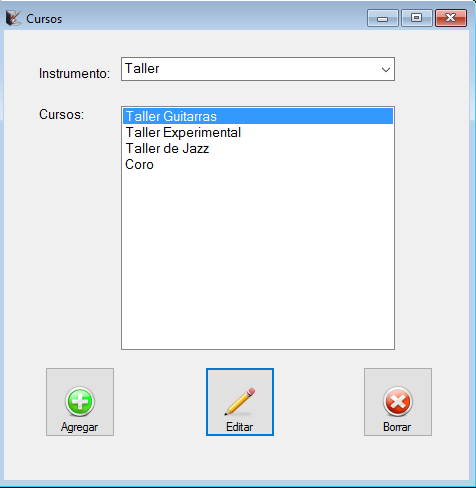 Cursos
Instrumento: Taller
Cursos:
Taller Guitarras
Taller Experimental
Taller de Jazz
Coro
Agregar
Editar
Borrar